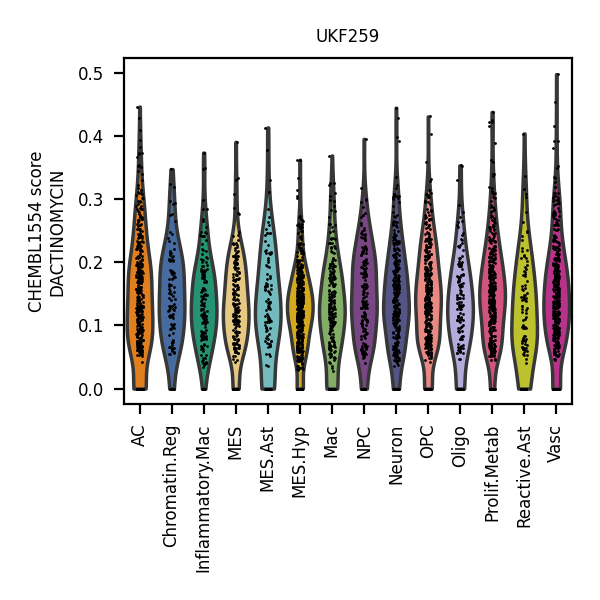 UKF259
CHEMBL1554 score
DACTINOMYCIN
0.5
0.4
0.3
0.2
0.1
0.0
AC
Chromatin.Reg
Inflammatory.Mac
MES
MES.Ast
MES.Hyp
Mac
NPC
Neuron
OPC
Oligo
Prolif.Metab
Reactive.Ast
Vasc